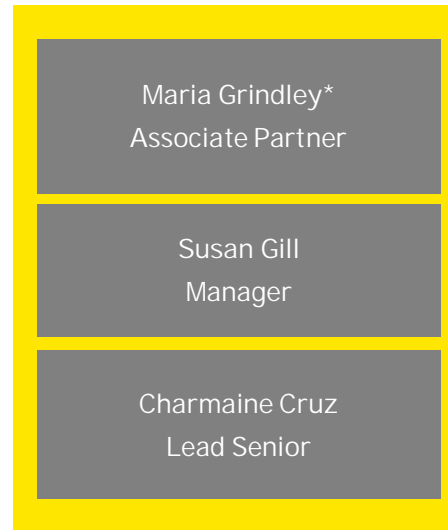 Maria Grindley*
Associate Partner
Susan Gill
Manager
Charmaine Cruz
Lead Senior